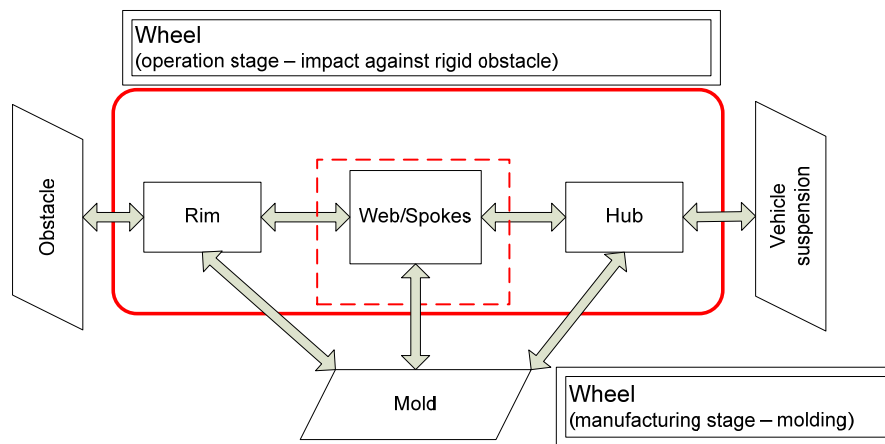 Wheel
(operation stage – impact against rigid obstacle)
Obstacle
Rim
Web/Spokes
Hub
Vehicle
suspension
Mold
Wheel
(manufacturing stage – molding)